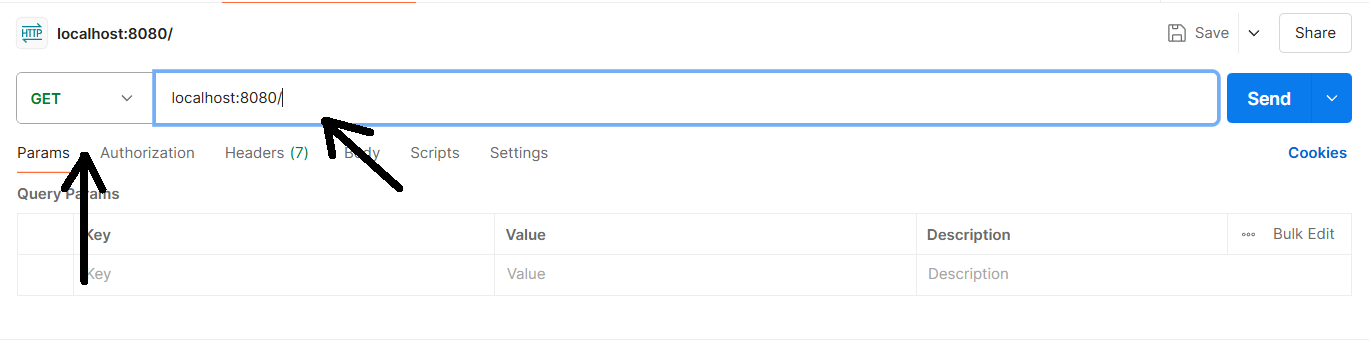 HTTP localhost:8080/ Save Share
GET localhost:8080/ Send
Params Authorization Headers (7) Body Scripts Settings Cookies
Query Params
Key Value Description Bulk Edit
Key Value Description